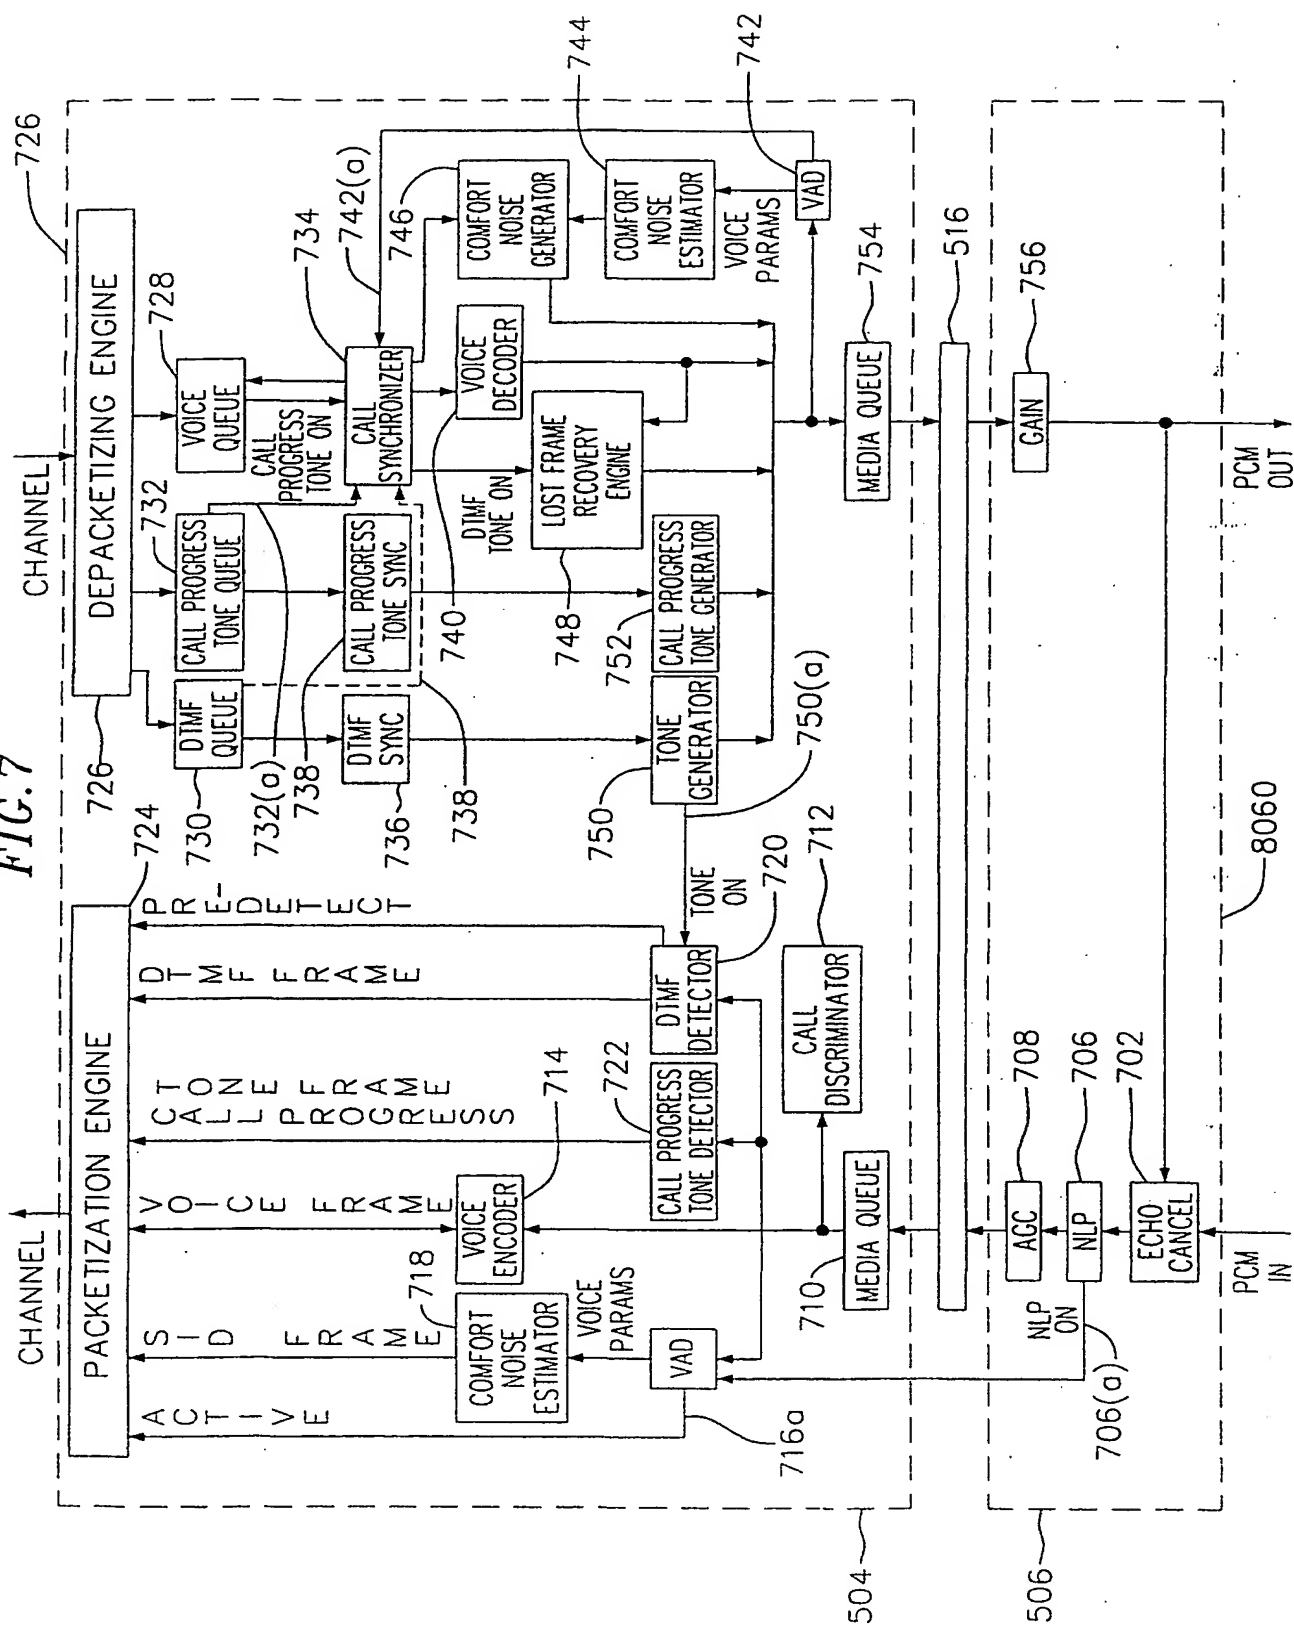 FIG. 7
CHANNEL
CHANNEL
726
724
726
PACKETIZATION ENGINE
DEPACKETIZING ENGINE
ACTIVE
SID FRAME
VOICE FRAME
CALL PROGRESS
TONE FRAME
DTMF FRAME
PRE-DETECT
730
DTMF
QUEUE
732
CALL PROGRESS
TONE QUEUE
728
VOICE
QUEUE
732(a)
CALL
PROGRESS
TONE ON
734
742(a)
738
736
DTMF
SYNC
CALL PROGRESS
TONE SYNC
CALL
SYNCHRONIZER
746
738
740
718
COMFORT
NOISE
ESTIMATOR
VOICE
ENCODER
714
DTMF
TONE ON
VOICE
DECODER
COMFORT
NOISE
GENERATOR
744
748
LOST FRAME
RECOVERY
ENGINE
VOICE
PARAMS
722
750
752
COMFORT
NOISE
ESTIMATOR
VAD
CALL PROGRESS
TONE DETECTOR
DTMF
DETECTOR
TONE
ON
TONE
GENERATOR
CALL PROGRESS
TONE GENERATOR
VOICE
PARAMS
742
716a
720
750(a)
VAD
712
CALL
DISCRIMINATOR
710
MEDIA QUEUE
MEDIA QUEUE
754
504
516
NLP
ON
AGC
708
GAIN
756
506
706(a)
NLP
706
ECHO
CANCEL
702
PCM
IN
8060
PCM
OUT